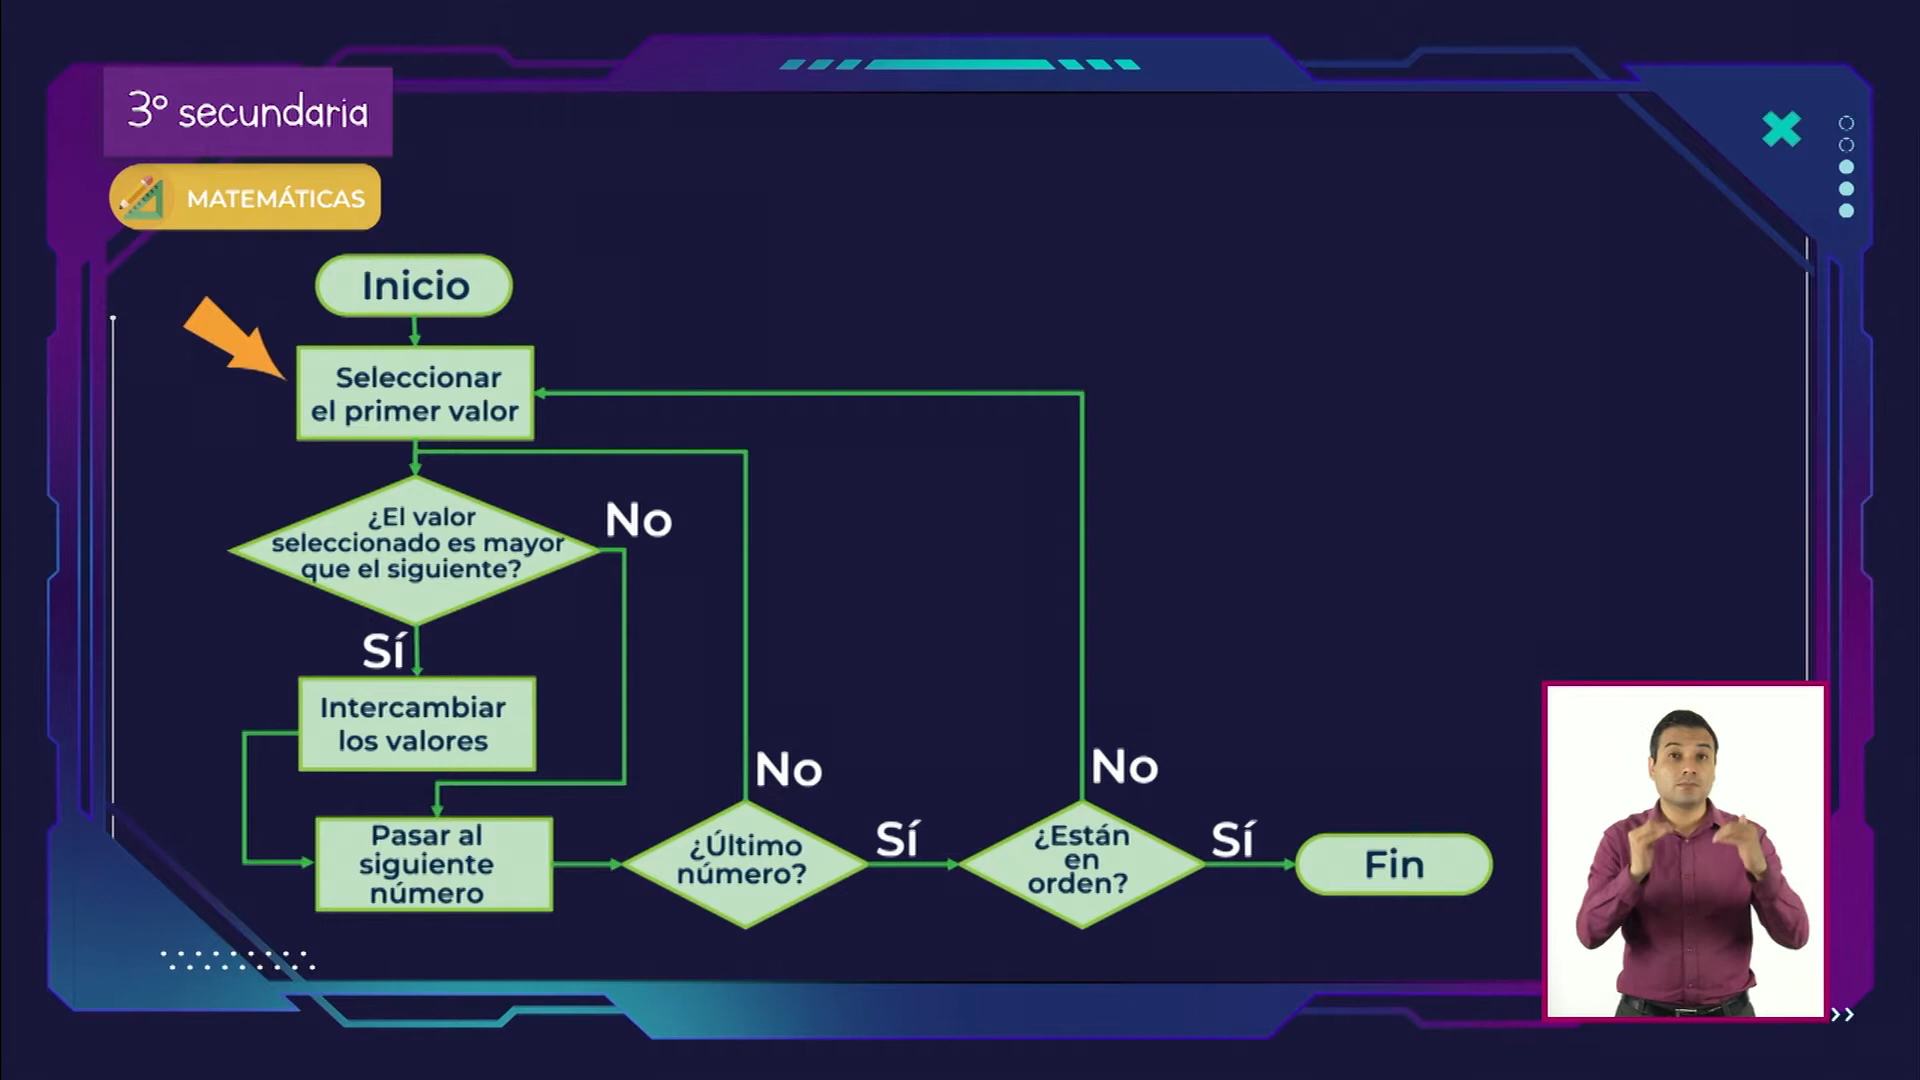 3° secundaria
MATEMÁTICAS
Inicio
Seleccionar
el primer valor
¿El valor
seleccionado es mayor
que el siguiente?
No
Sí
Intercambiar
los valores
Pasar al
siguiente
número
¿Último
número?
No
Sí
¿Están
en
orden?
No
Sí
Fin